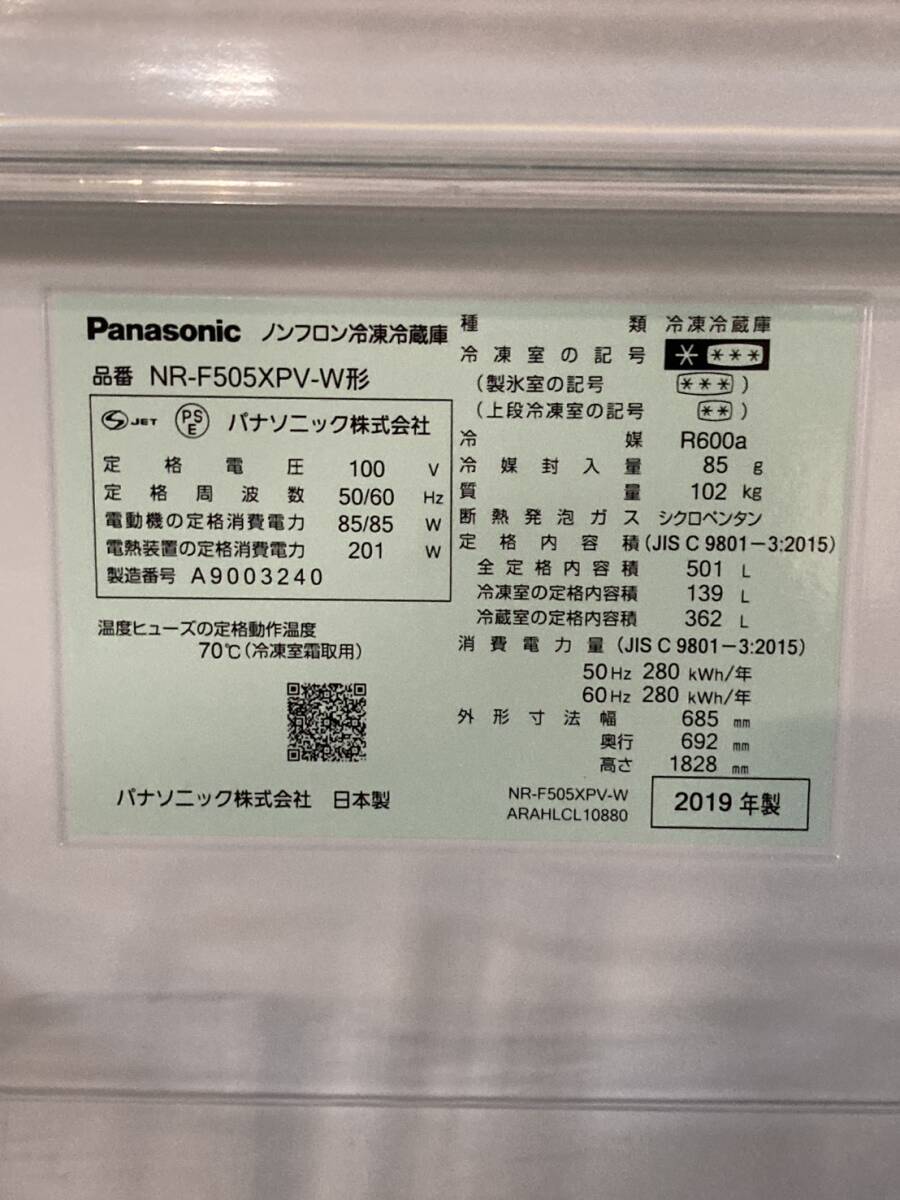 Panasonic ノンフロン冷凍冷蔵庫
品番 NR-F505XPV-W形
JET PSE パナソニック株式会社
定格電圧 100 V
定格周波数 50/60 Hz
電動機の定格消費電力 85/85 W
電熱装置の定格消費電力 201 W
製造番号 A9003240
温度ヒューズの定格動作温度
70℃(冷凍室霜取用)
パナソニック株式会社 日本製
種類 冷凍冷蔵庫
冷凍室の記号 * ***
(製氷室の記号 ***)
(上段冷凍室の記号 **)
冷媒 R600a
冷媒封入量 85 g
質量 102 kg
断熱発泡ガス シクロペンタン
定格内容積(JIS C 9801-3:2015)
全定格内容積 501 L
冷凍室の定格内容積 139 L
冷蔵室の定格内容積 362 L
消費電力量(JIS C 9801-3:2015)
50Hz 280 kWh/年
60Hz 280 kWh/年
外形寸法幅 685 mm
奥行 692 mm
高さ 1828 mm
NR-F505XPV-W
ARAHLCL10880
2019年製